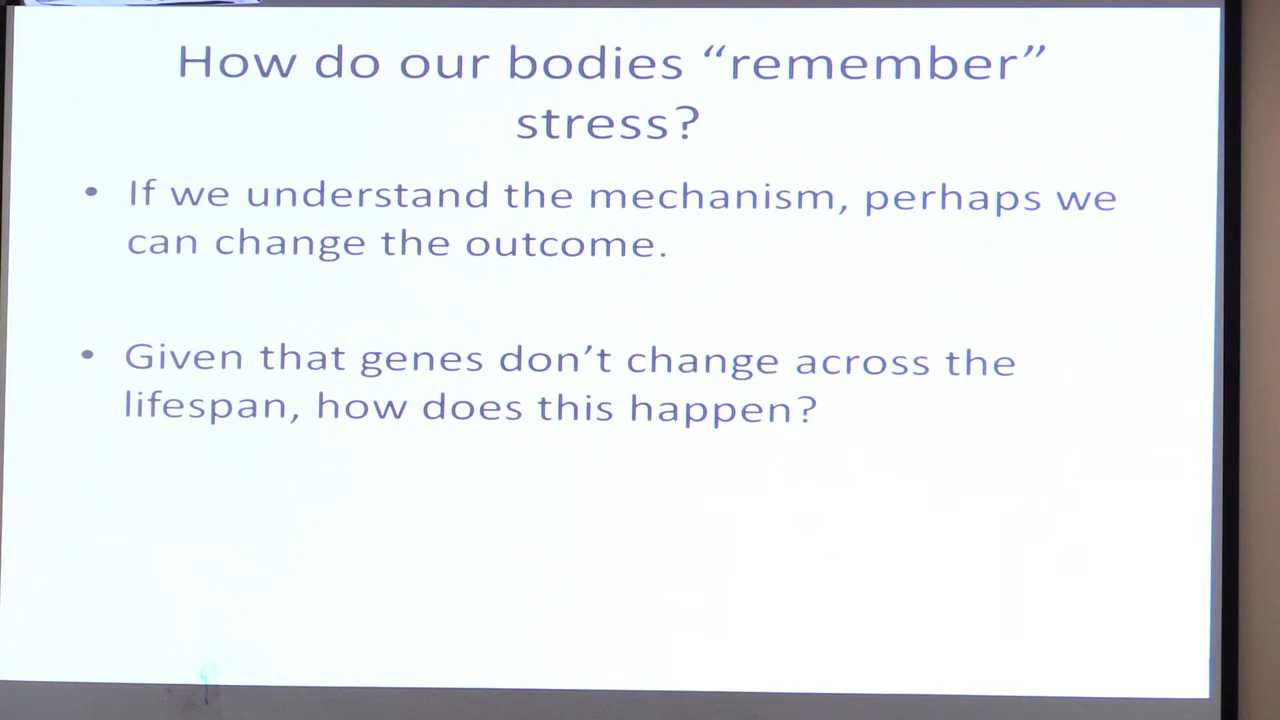 How do our bodies “remember”
stress?
• If we understand the mechanism, perhaps we
can change the outcome.
• Given that genes don’t change across the
lifespan, how does this happen?